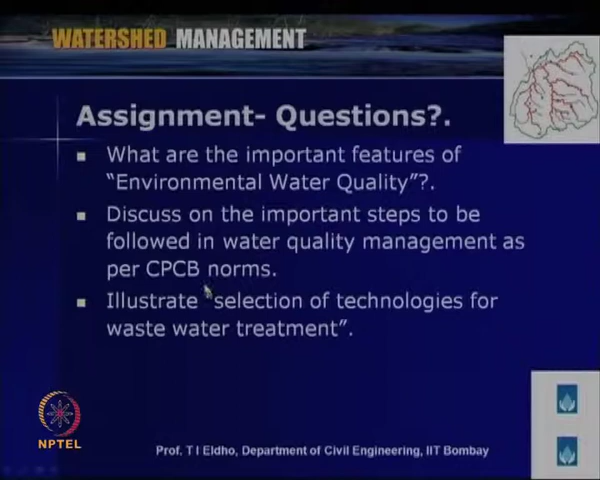 WATERSHED MANAGEMENT
Assignment- Questions?.
What are the important features of
“Environmental Water Quality”?.
Discuss on the important steps to be
followed in water quality management as
per CPCB norms.
Illustrate “selection of technologies for
waste water treatment”.
NPTEL
Prof. T I Eldho, Department of Civil Engineering, IIT Bombay